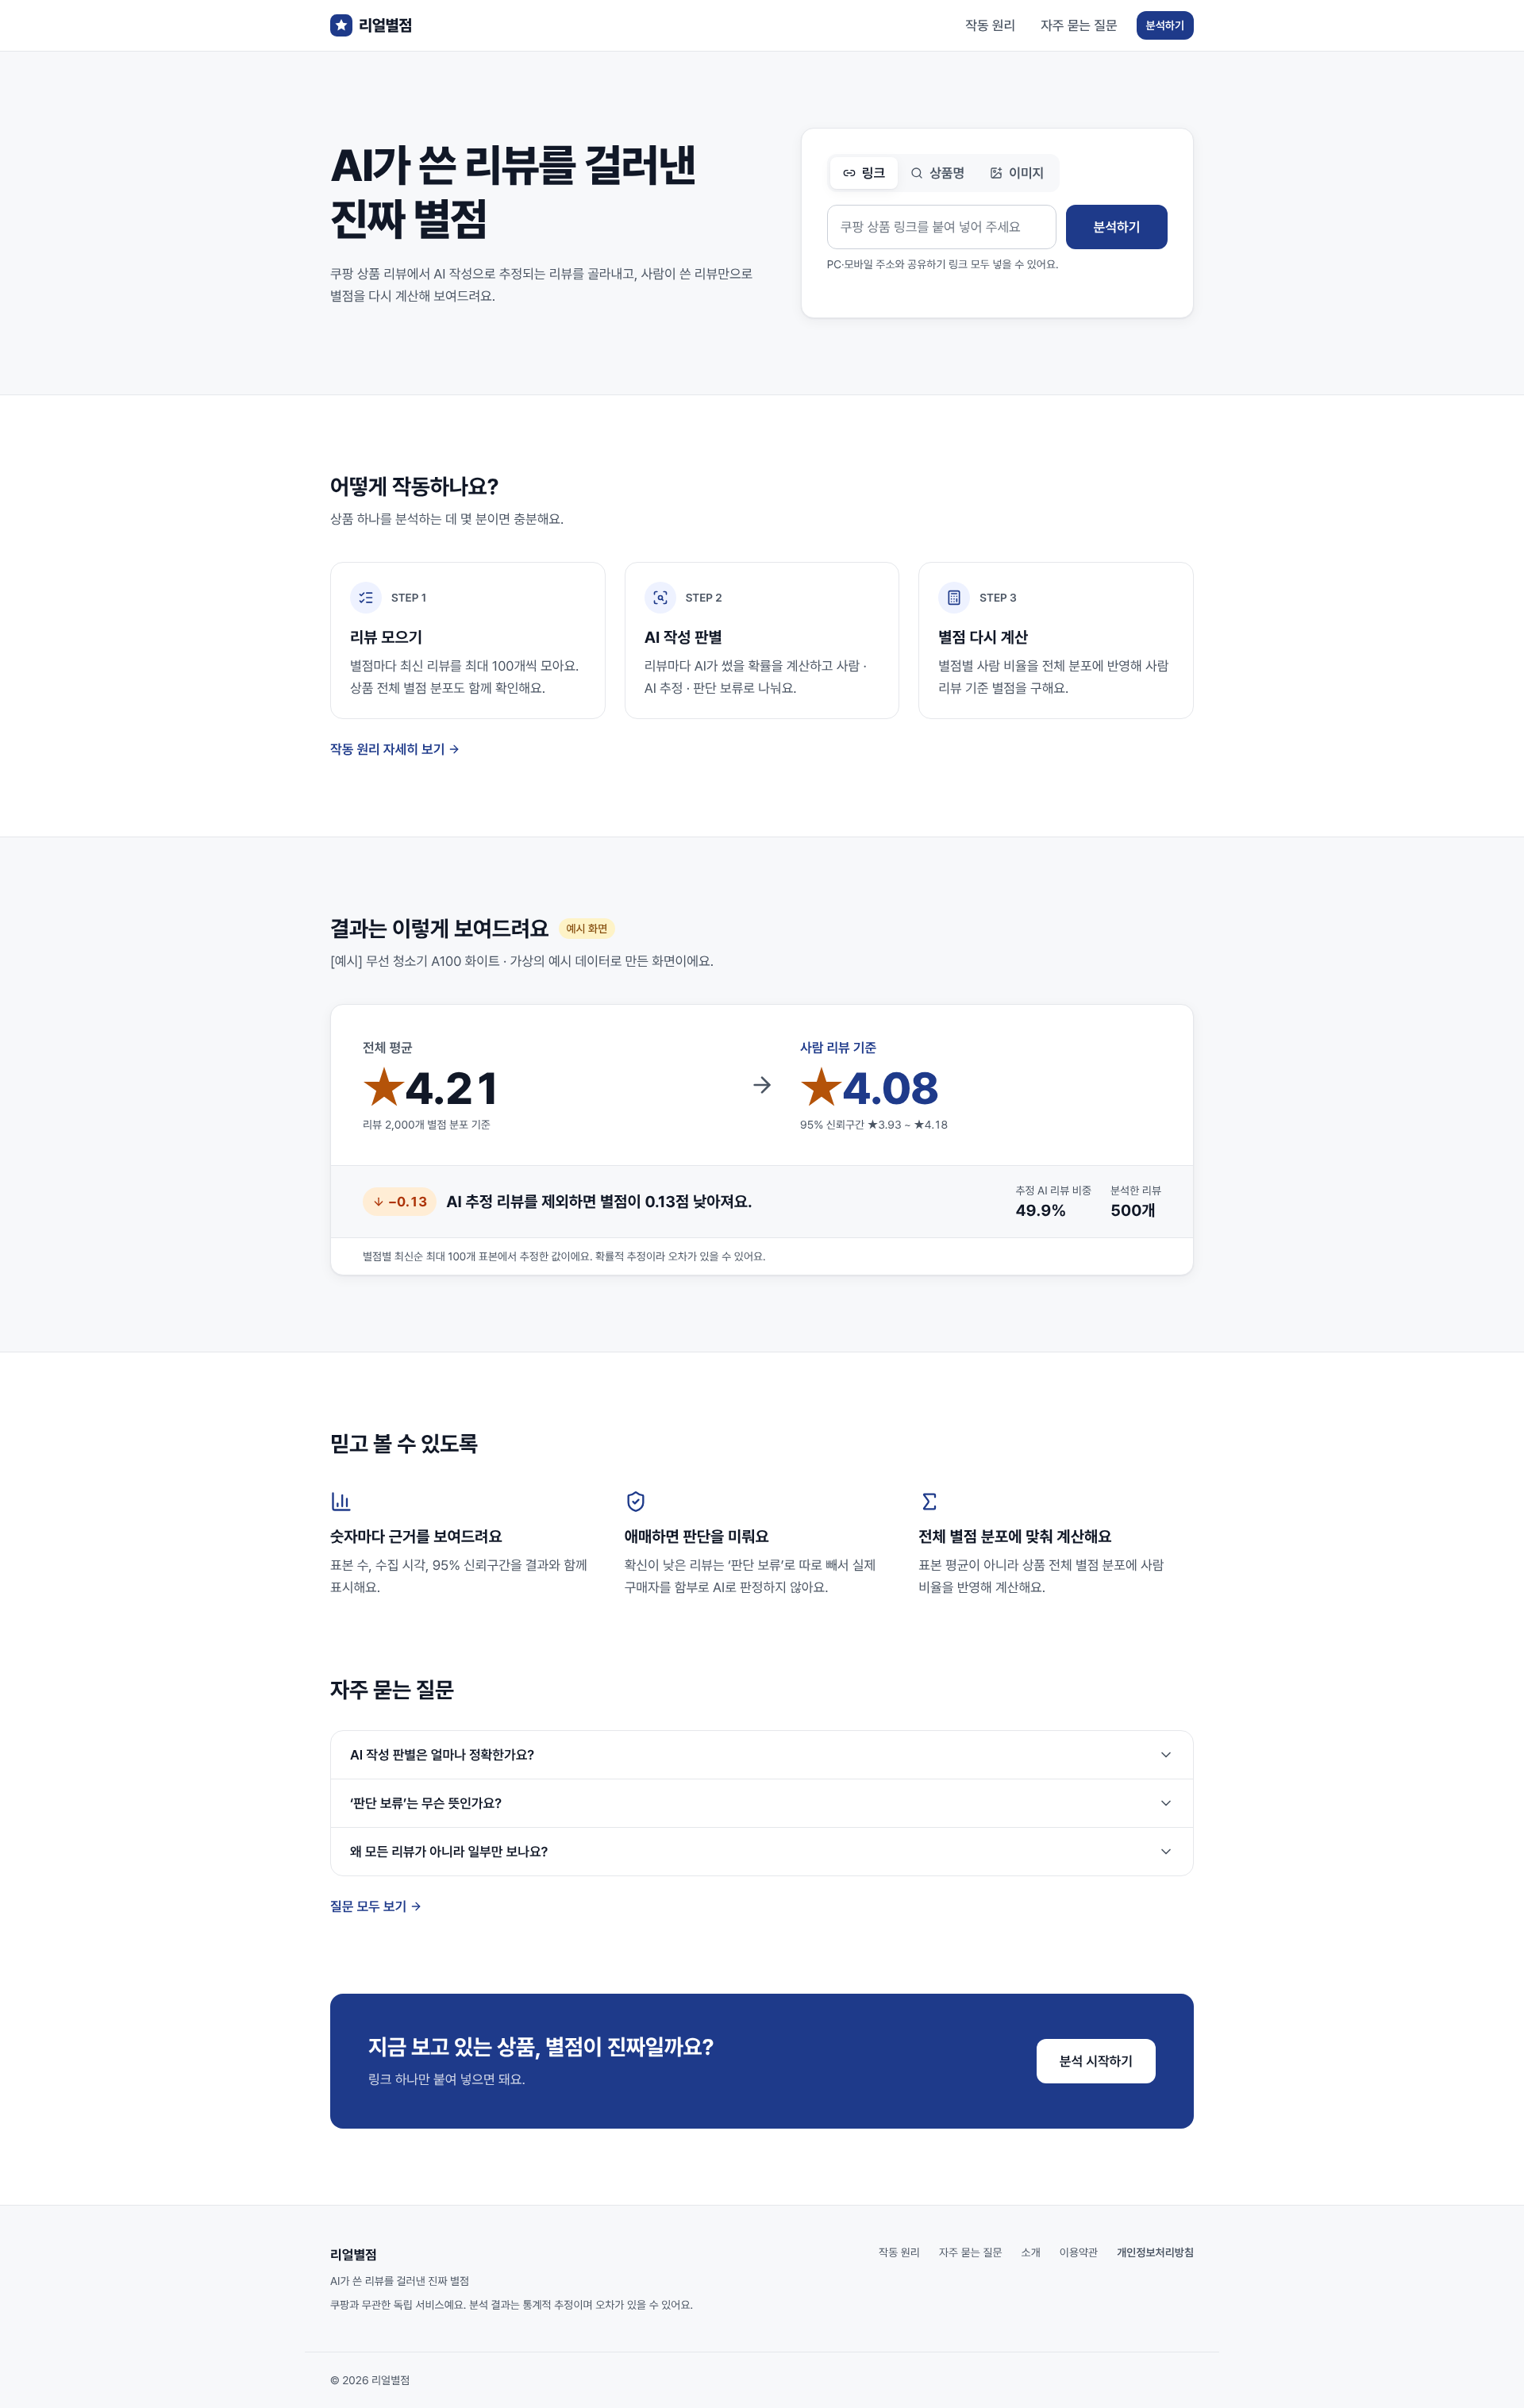 리얼별점
작동 원리
자주 묻는 질문
분석하기
AI가 쓴 리뷰를 걸러낸
진짜 별점
쿠팡 상품 리뷰에서 AI 작성으로 추정되는 리뷰를 골라내고, 사람이 쓴 리뷰만으로
별점을 다시 계산해 보여드려요.
링크
상품명
이미지
쿠팡 상품 링크를 붙여 넣어 주세요
분석하기
PC·모바일 주소와 공유하기 링크 모두 넣을 수 있어요.
어떻게 작동하나요?
상품 하나를 분석하는 데 몇 분이면 충분해요.
STEP 1
리뷰 모으기
별점마다 최신 리뷰를 최대 100개씩 모아요.
상품 전체 별점 분포도 함께 확인해요.
STEP 2
AI 작성 판별
리뷰마다 AI가 썼을 확률을 계산하고 사람 ·
AI 추정 · 판단 보류로 나눠요.
STEP 3
별점 다시 계산
별점별 사람 비율을 전체 분포에 반영해 사람
리뷰 기준 별점을 구해요.
작동 원리 자세히 보기 →
결과는 이렇게 보여드려요
예시 화면
[예시] 무선 청소기 A100 화이트 · 가상의 예시 데이터로 만든 화면이에요.
전체 평균
★4.21
리뷰 2,000개 별점 분포 기준
→
사람 리뷰 기준
★4.08
95% 신뢰구간 ★3.93 ~ ★4.18
↓ −0.13
AI 추정 리뷰를 제외하면 별점이 0.13점 낮아져요.
추정 AI 리뷰 비중
49.9%
분석한 리뷰
500개
별점별 최신순 최대 100개 표본에서 추정한 값이에요. 확률적 추정이라 오차가 있을 수 있어요.
믿고 볼 수 있도록
숫자마다 근거를 보여드려요
표본 수, 수집 시각, 95% 신뢰구간을 결과와 함께
표시해요.
애매하면 판단을 미뤄요
확신이 낮은 리뷰는 ‘판단 보류’로 따로 빼서 실제
구매자를 함부로 AI로 판정하지 않아요.
전체 별점 분포에 맞춰 계산해요
표본 평균이 아니라 상품 전체 별점 분포에 사람
비율을 반영해 계산해요.
자주 묻는 질문
AI 작성 판별은 얼마나 정확한가요?
‘판단 보류’는 무슨 뜻인가요?
왜 모든 리뷰가 아니라 일부만 보나요?
질문 모두 보기 →
지금 보고 있는 상품, 별점이 진짜일까요?
링크 하나만 붙여 넣으면 돼요.
분석 시작하기
리얼별점
AI가 쓴 리뷰를 걸러낸 진짜 별점
쿠팡과 무관한 독립 서비스예요. 분석 결과는 통계적 추정이며 오차가 있을 수 있어요.
작동 원리
자주 묻는 질문
소개
이용약관
개인정보처리방침
© 2026 리얼별점